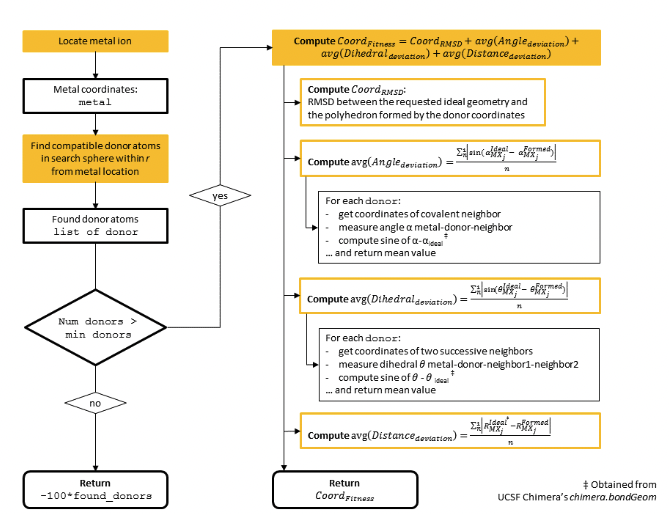 Locate metal ion
Metal coordinates:
metal
Find compatible donor atoms
in search sphere within r
from metal location
Found donor atoms
list of donor
Num donors >
min donors
no
yes
Return
-100*found_donors
Compute Coord_Fitness = Coord_RMSD + avg(Angle_deviation) +
avg(Dihedral_deviation) + avg(Distance_deviation)
Compute Coord_RMSD:
RMSD between the requested ideal geometry and
the polyhedron formed by the donor coordinates
Compute avg(Angle_deviation) = Σ^i_n|sin(α^Ideal_MXj − α^Formed_MXj)| / n
For each donor:
- get coordinates of covalent neighbor
- measure angle α metal-donor-neighbor
- compute sine of α-α_ideal‡
... and return mean value
Compute avg(Dihedral_deviation) = Σ^i_n|sin(θ^Ideal_MXj − θ^Formed_MXj)| / n
For each donor:
- get coordinates of two successive neighbors
- measure dihedral θ metal-donor-neighbor1-neighbor2
- compute sine of θ - θ_ideal‡
... and return mean value
Compute avg(Distance_deviation) = Σ^i_n|R^Ideal‡_MXj − R^Formed_MXj| / n
Return
Coord_Fitness
‡ Obtained from
UCSF Chimera's chimera.bondGeom